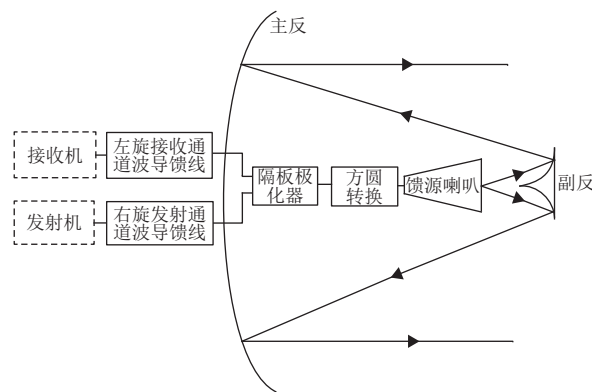 主反
接收机
左旋接收通
道波导馈线
隔板极
化器
方圆
转换
馈源喇叭
副反
发射机
右旋发射通
道波导馈线